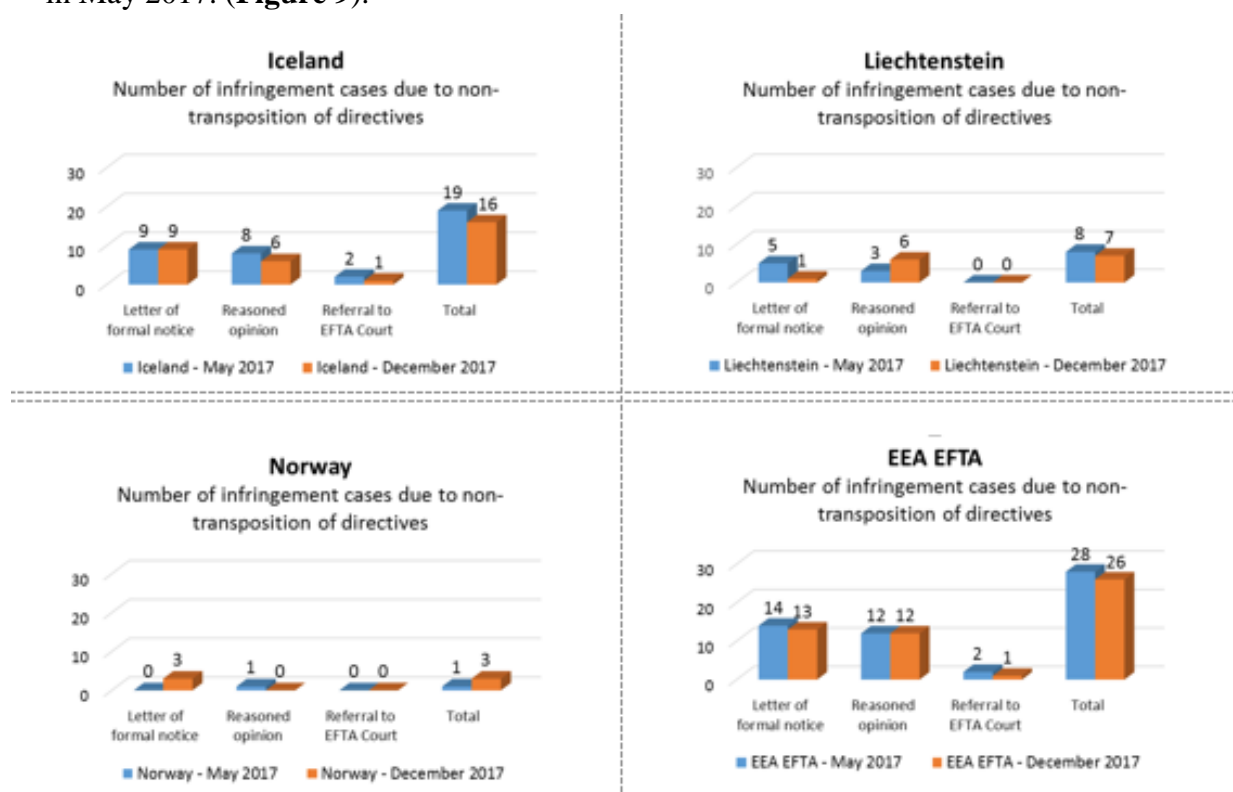 in May 2017. (Figure 9).
Iceland
Number of infringement cases due to non-
transposition of directives
30
20
10
0
9 9
8 6
2 1
19 16
Letter of
formal notice
Reasoned
opinion
Referral to
EFTA Court
Total
Iceland - May 2017 Iceland - December 2017
Liechtenstein
Number of infringement cases due to non-
transposition of directives
30
20
10
0
5 1
3 6
0 0
8 7
Letter of
formal notice
Reasoned
opinion
Referral to
EFTA Court
Total
Liechtenstein - May 2017 Liechtenstein - December 2017
Norway
Number of infringement cases due to non-
transposition of directives
30
20
10
0
0 3
1 0
0 0
1 3
Letter of
formal notice
Reasoned
opinion
Referral to
EFTA Court
Total
Norway - May 2017 Norway - December 2017
EEA EFTA
Number of infringement cases due to non-
transposition of directives
30
20
10
0
14 13
12 12
2 1
28 26
Letter of
formal notice
Reasoned
opinion
Referral to
EFTA Court
Total
EEA EFTA - May 2017 EEA EFTA - December 2017